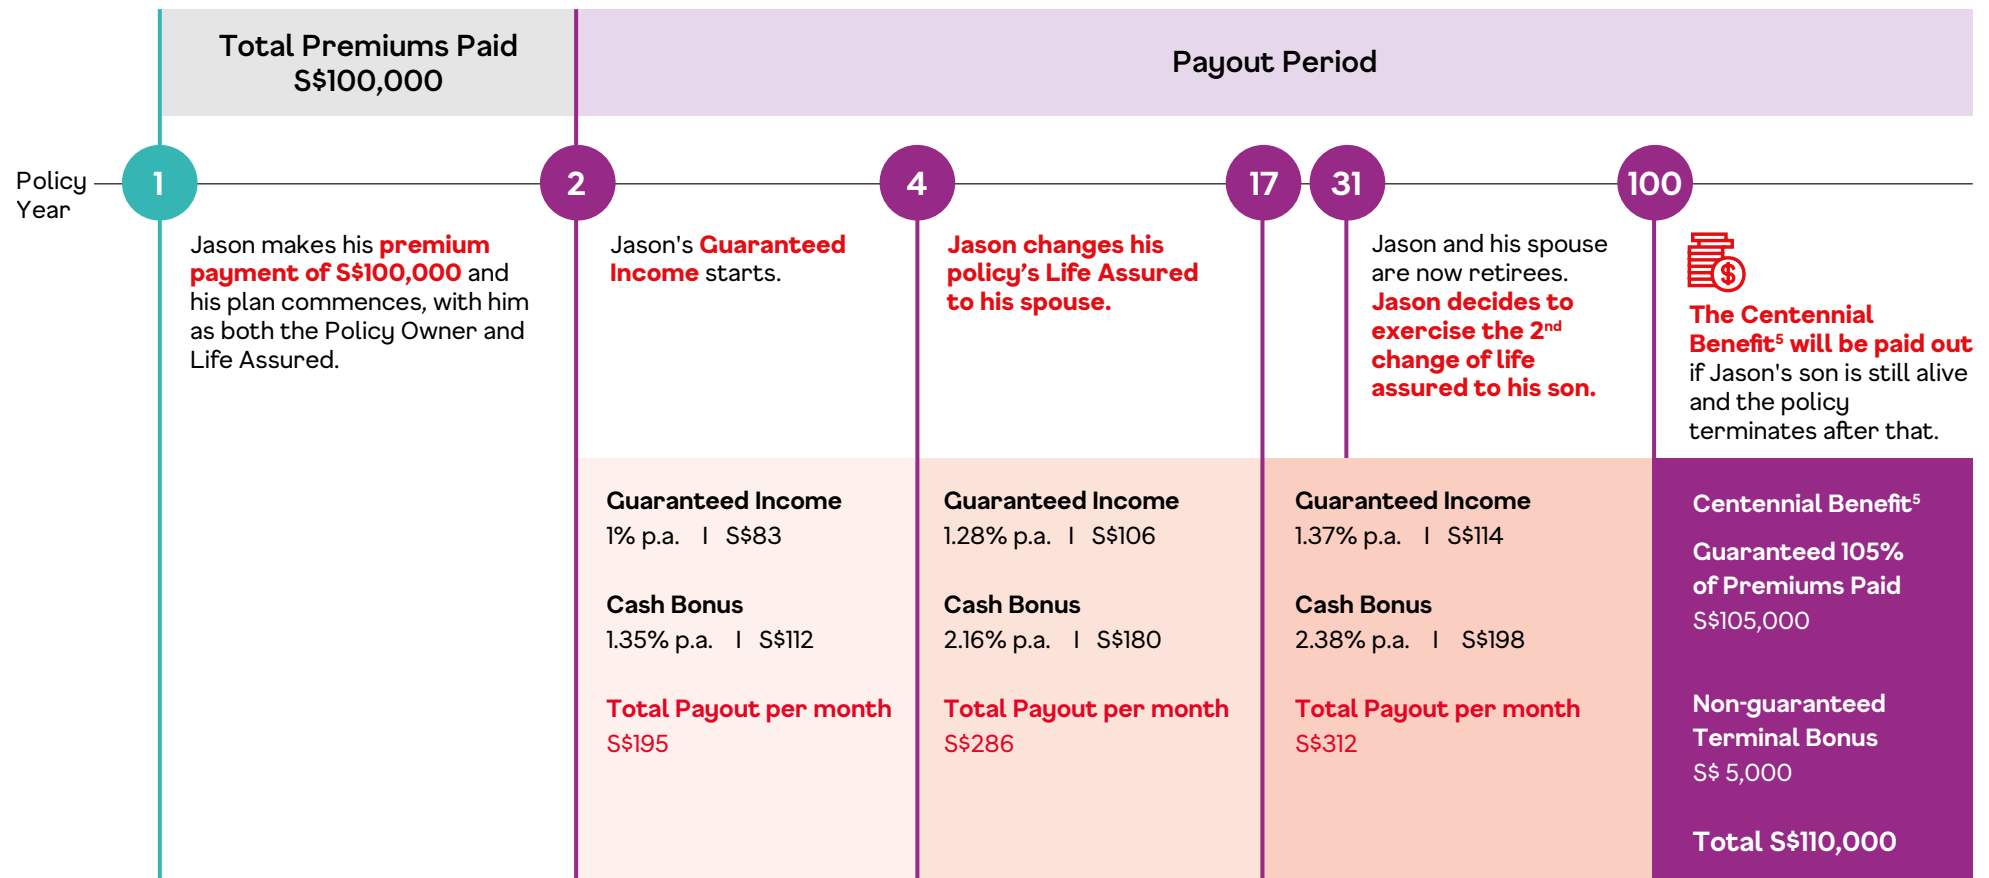 Total Premiums Paid
S$100,000
Payout Period
Policy
Year
1
2
4
17
31
100
Jason makes his premium
payment of S$100,000 and
his plan commences, with him
as both the Policy Owner and
Life Assured.
Jason's Guaranteed
Income starts.
Jason changes his
policy’s Life Assured
to his spouse.
Jason and his spouse
are now retirees.
Jason decides to
exercise the 2nd
change of life
assured to his son.
The Centennial
Benefit5 will be paid out
if Jason's son is still alive
and the policy
terminates after that.
Guaranteed Income
1% p.a. I S$83
Cash Bonus
1.35% p.a. I S$112
Total Payout per month
S$195
Guaranteed Income
1.28% p.a. I S$106
Cash Bonus
2.16% p.a. I S$180
Total Payout per month
S$286
Guaranteed Income
1.37% p.a. I S$114
Cash Bonus
2.38% p.a. I S$198
Total Payout per month
S$312
Centennial Benefit5
Guaranteed 105%
of Premiums Paid
S$105,000
Non-guaranteed
Terminal Bonus
S$ 5,000
Total S$110,000